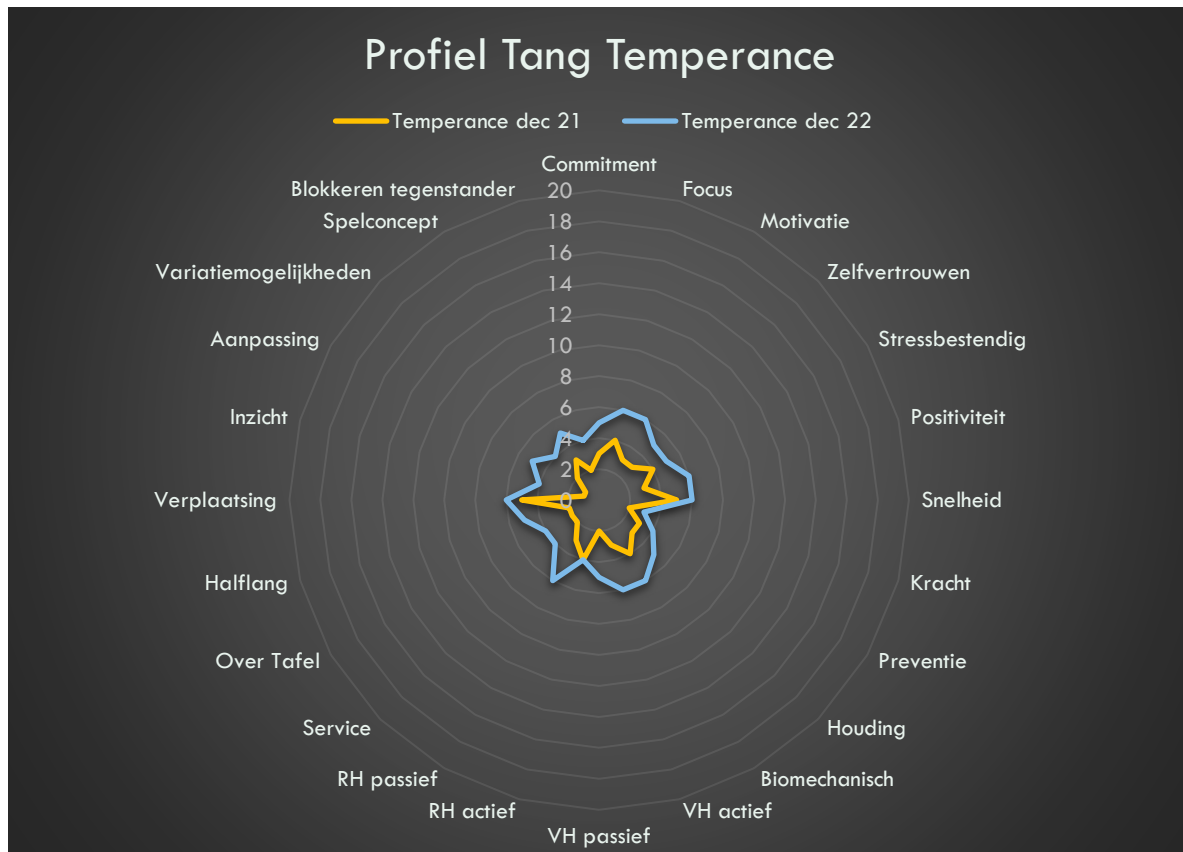 Profiel Tang Temperance
Temperance dec 21
Temperance dec 22
Commitment
Focus
Motivatie
Zelfvertrouwen
Stressbestendig
Positiviteit
Snelheid
Kracht
Preventie
Houding
Biomechanisch
VH actief
VH passief
RH actief
RH passief
Service
Over Tafel
Halflang
Verplaatsing
Inzicht
Aanpassing
Variatiemogelijkheden
Spelconcept
Blokkeren tegenstander
20
18
16
14
12
10
8
6
4
2
0